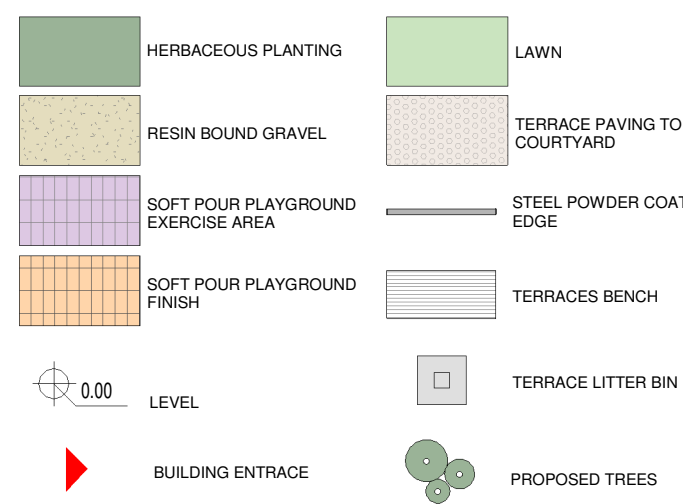 HERBACEOUS PLANTING
LAWN
RESIN BOUND GRAVEL
TERRACE PAVING TO
COURTYARD
SOFT POUR PLAYGROUND
EXERCISE AREA
STEEL POWDER COAT
EDGE
SOFT POUR PLAYGROUND
FINISH
TERRACES BENCH
0.00
LEVEL
TERRACE LITTER BIN
BUILDING ENTRACE
PROPOSED TREES